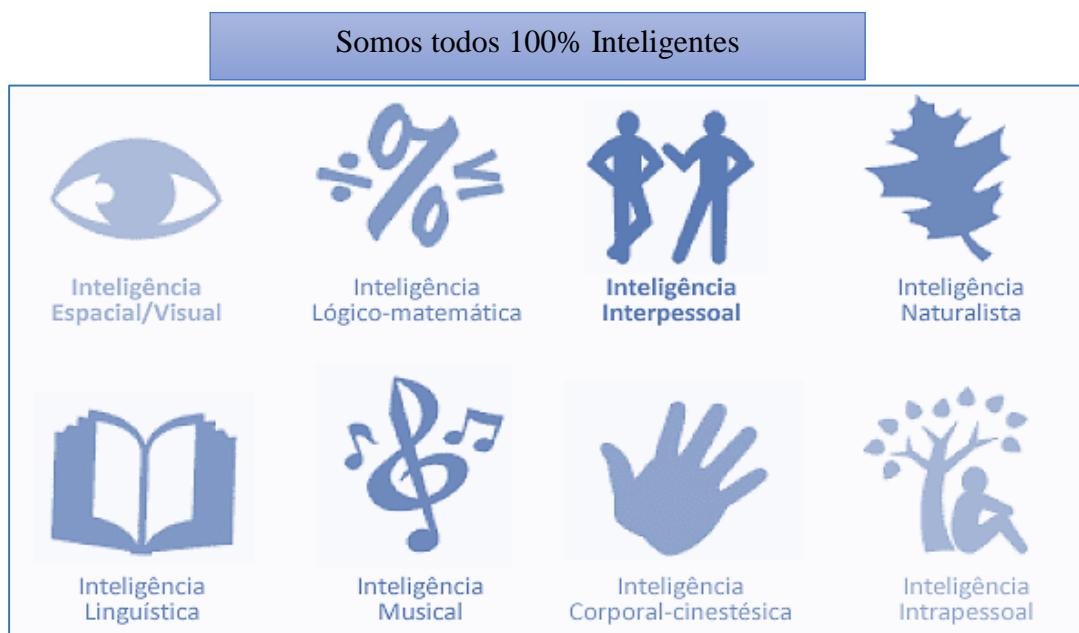 Somos todos 100% Inteligentes
Inteligência
Espacial/Visual
Inteligência
Lógico-matemática
Inteligência
Interpessoal
Inteligência
Naturalista
Inteligência
Linguística
Inteligência
Musical
Inteligência
Corporal-cinestésica
Inteligência
Intrapessoal